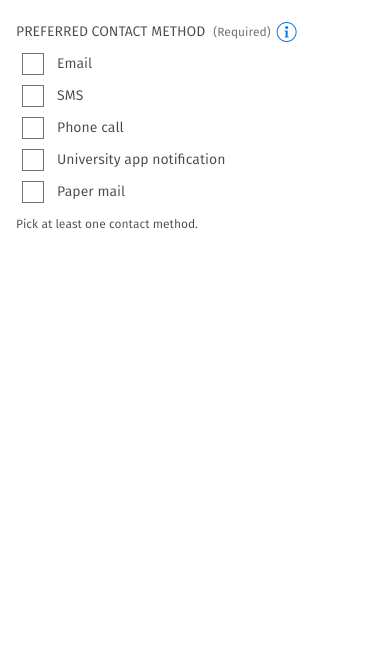 PREFERRED CONTACT METHOD (Required)
Email
SMS
Phone call
University app notification
Paper mail
Pick at least one contact method.